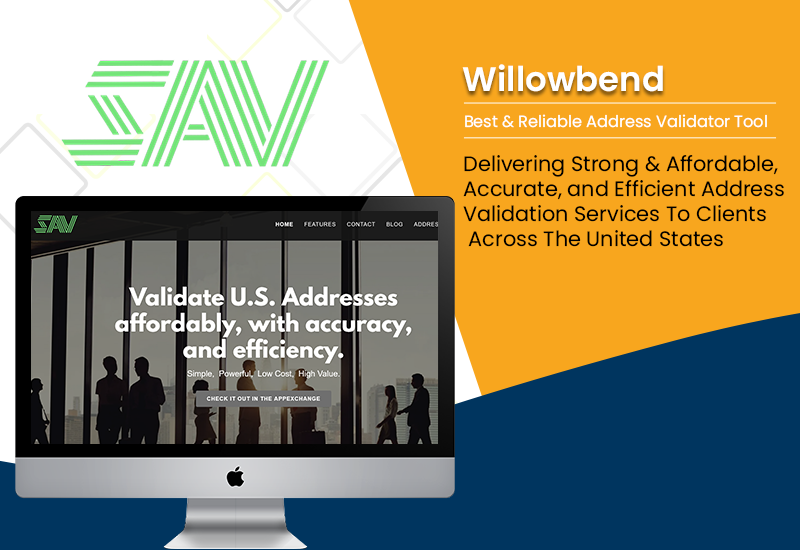 SAV
Willowbend
Best & Reliable Address Validator Tool
Delivering Strong & Affordable,
Accurate, and Efficient Address
Validation Services To Clients
Across The United States
SAV
HOME FEATURES CONTACT BLOG ADDRES
Validate U.S. Addresses
affordably, with accuracy,
and efficiency.
Simple, Powerful, Low Cost, High Value.
CHECK IT OUT IN THE APPEXCHANGE